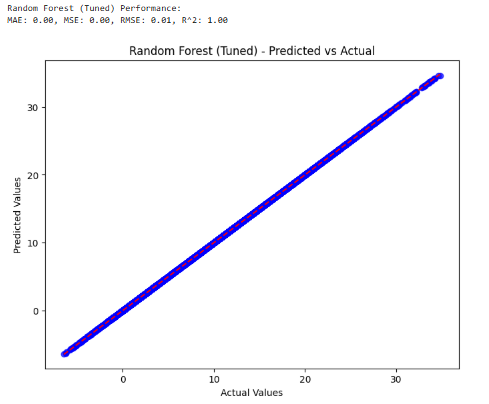 Random Forest (Tuned) Performance:
MAE: 0.00, MSE: 0.00, RMSE: 0.01, R^2: 1.00
Random Forest (Tuned) - Predicted vs Actual
30
20
10
0
Predicted Values
0 10 20 30
Actual Values